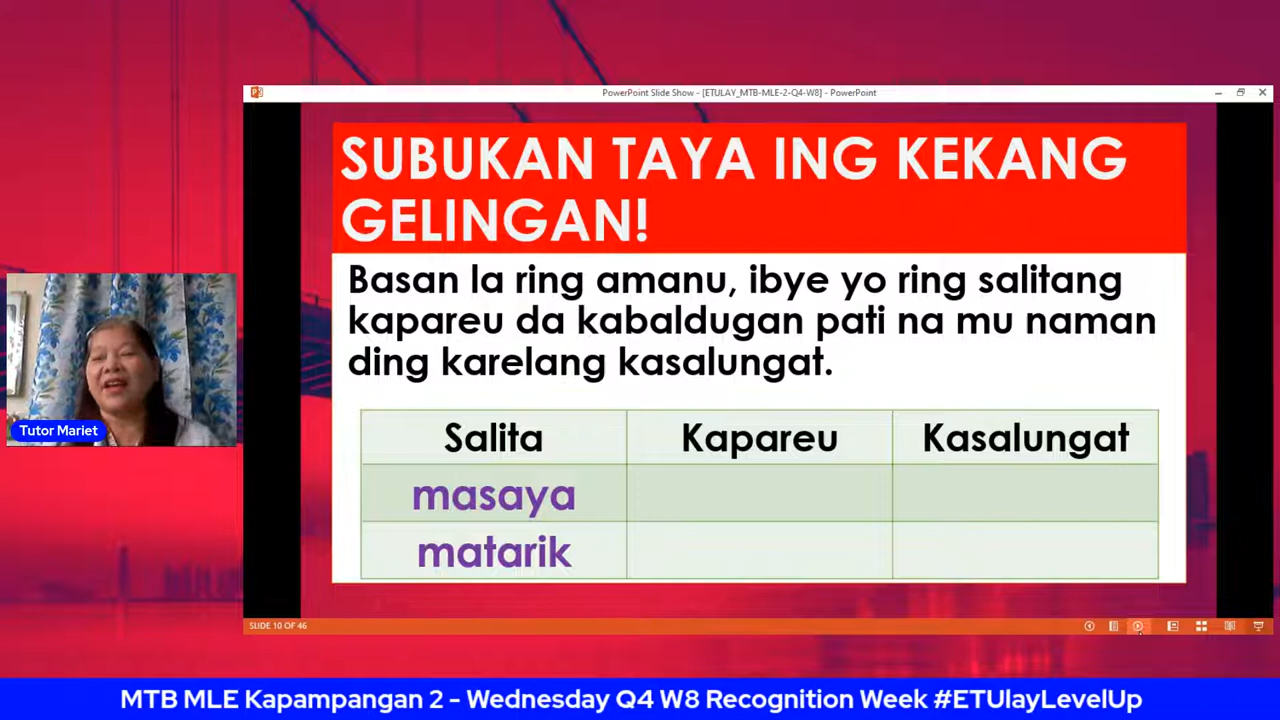 PowerPoint Slide Show - [ETULAY_MTB-MLE-2-Q4-W8] - PowerPoint
SUBUKAN TAYA ING KEKANG
GELINGAN!
Basan la ring amanu, ibye yo ring salitang
kapareu da kabaldugan pati na mu naman
ding karelang kasalungat.
Salita Kapareu Kasalungat
masaya
matarik
Tutor Mariet
SLIDE 10 OF 46
MTB MLE Kapampangan 2 - Wednesday Q4 W8 Recognition Week #ETUlayLevelUp